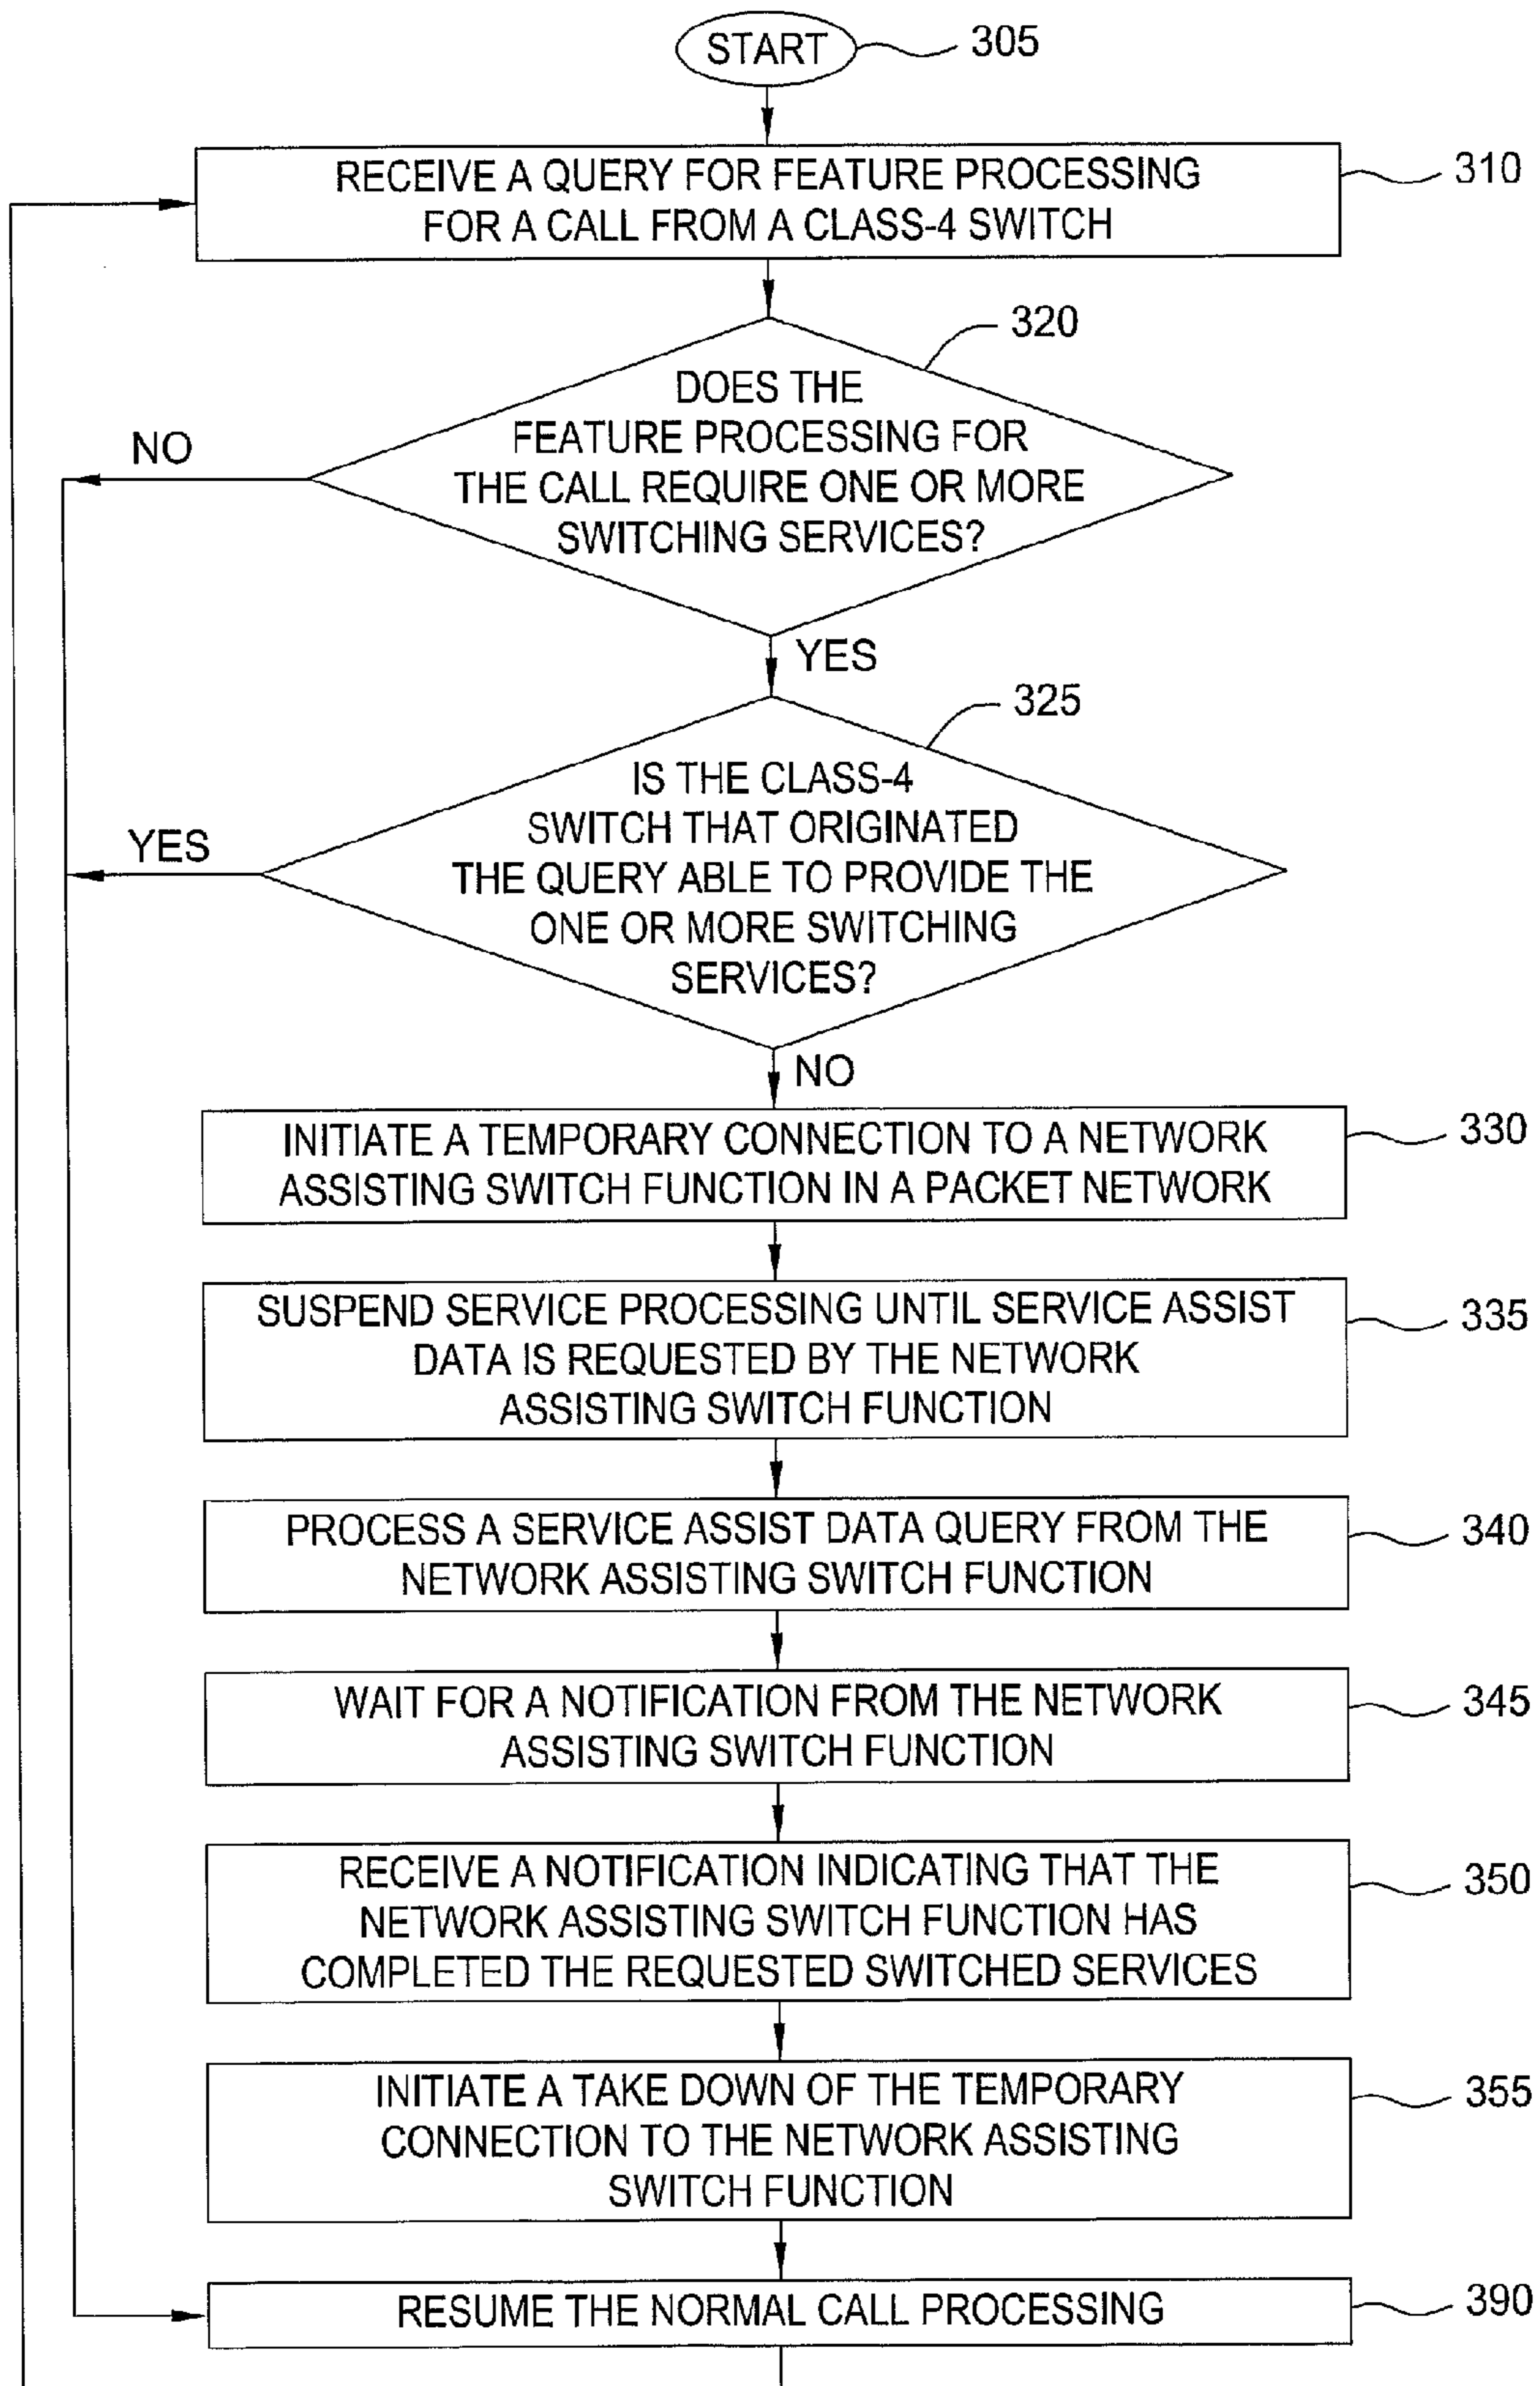 START
305
RECEIVE A QUERY FOR FEATURE PROCESSING
FOR A CALL FROM A CLASS-4 SWITCH
310
320
DOES THE
FEATURE PROCESSING FOR
THE CALL REQUIRE ONE OR MORE
SWITCHING SERVICES?
NO
YES
325
IS THE CLASS-4
SWITCH THAT ORIGINATED
THE QUERY ABLE TO PROVIDE THE
ONE OR MORE SWITCHING
SERVICES?
YES
NO
INITIATE A TEMPORARY CONNECTION TO A NETWORK
ASSISTING SWITCH FUNCTION IN A PACKET NETWORK
330
SUSPEND SERVICE PROCESSING UNTIL SERVICE ASSIST
DATA IS REQUESTED BY THE NETWORK
ASSISTING SWITCH FUNCTION
335
PROCESS A SERVICE ASSIST DATA QUERY FROM THE
NETWORK ASSISTING SWITCH FUNCTION
340
WAIT FOR A NOTIFICATION FROM THE NETWORK
ASSISTING SWITCH FUNCTION
345
RECEIVE A NOTIFICATION INDICATING THAT THE
NETWORK ASSISTING SWITCH FUNCTION HAS
COMPLETED THE REQUESTED SWITCHED SERVICES
350
INITIATE A TAKE DOWN OF THE TEMPORARY
CONNECTION TO THE NETWORK ASSISTING
SWITCH FUNCTION
355
RESUME THE NORMAL CALL PROCESSING
390